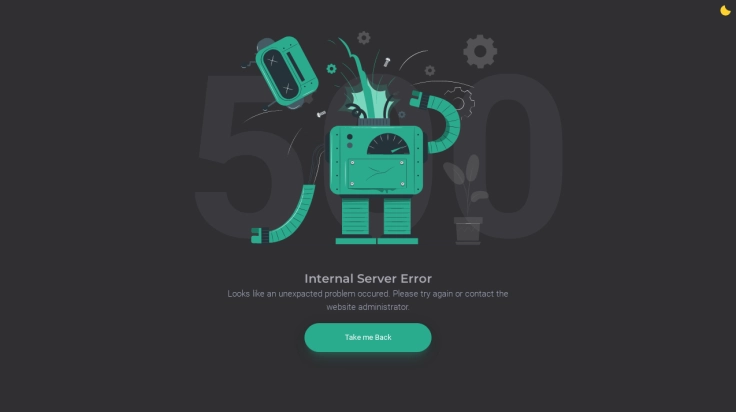 500
Internal Server Error
Looks like an unexpacted problem occured. Please try again or contact the
website administrator.
Take me Back